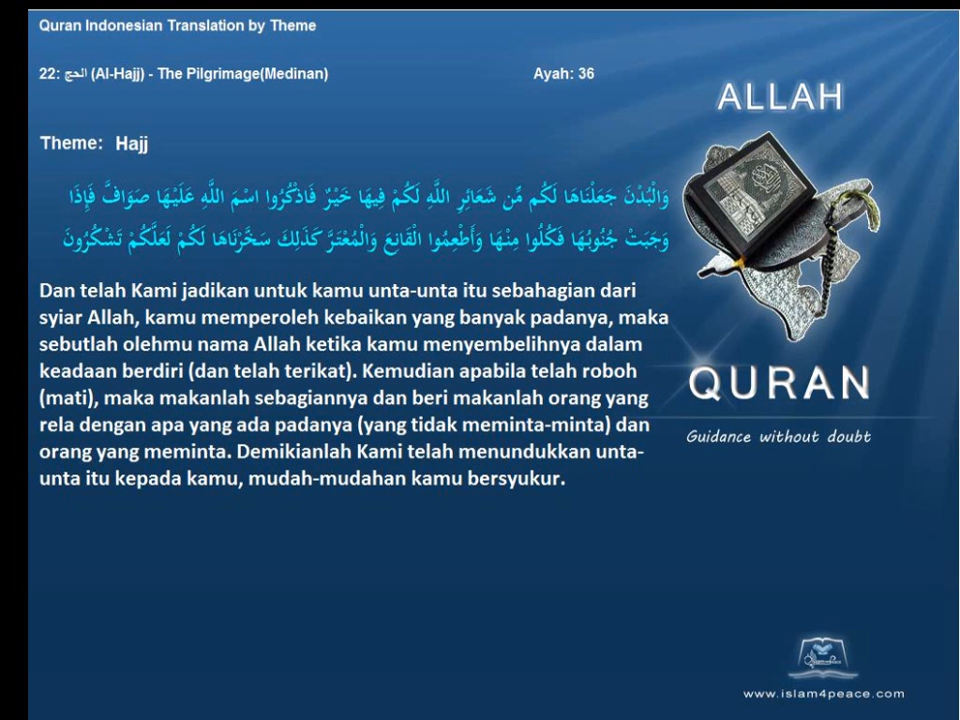 Quran Indonesian Translation by Theme
22: الحج (Al-Hajj) - The Pilgrimage(Medinan) Ayah: 36
Theme: Hajj
وَالْبُدْنَ جَعَلْنَاهَا لَكُم مِّن شَعَائِرِ اللَّهِ لَكُمْ فِيهَا خَيْرٌ فَاذْكُرُوا اسْمَ اللَّهِ عَلَيْهَا صَوَافَّ فَإِذَا
وَجَبَتْ جُنُوبُهَا فَكُلُوا مِنْهَا وَأَطْعِمُوا الْقَانِعَ وَالْمُعْتَرَّ كَذَلِكَ سَخَّرْنَاهَا لَكُمْ لَعَلَّكُمْ تَشْكُرُونَ
Dan telah Kami jadikan untuk kamu unta-unta itu sebahagian dari
syiar Allah, kamu memperoleh kebaikan yang banyak padanya, maka
sebutlah olehmu nama Allah ketika kamu menyembelihnya dalam
keadaan berdiri (dan telah terikat). Kemudian apabila telah roboh
(mati), maka makanlah sebagiannya dan beri makanlah orang yang
rela dengan apa yang ada padanya (yang tidak meminta-minta) dan
orang yang meminta. Demikianlah Kami telah menundukkan unta-
unta itu kepada kamu, mudah-mudahan kamu bersyukur.
ALLAH
QURAN
Guidance without doubt
www.islam4peace.com